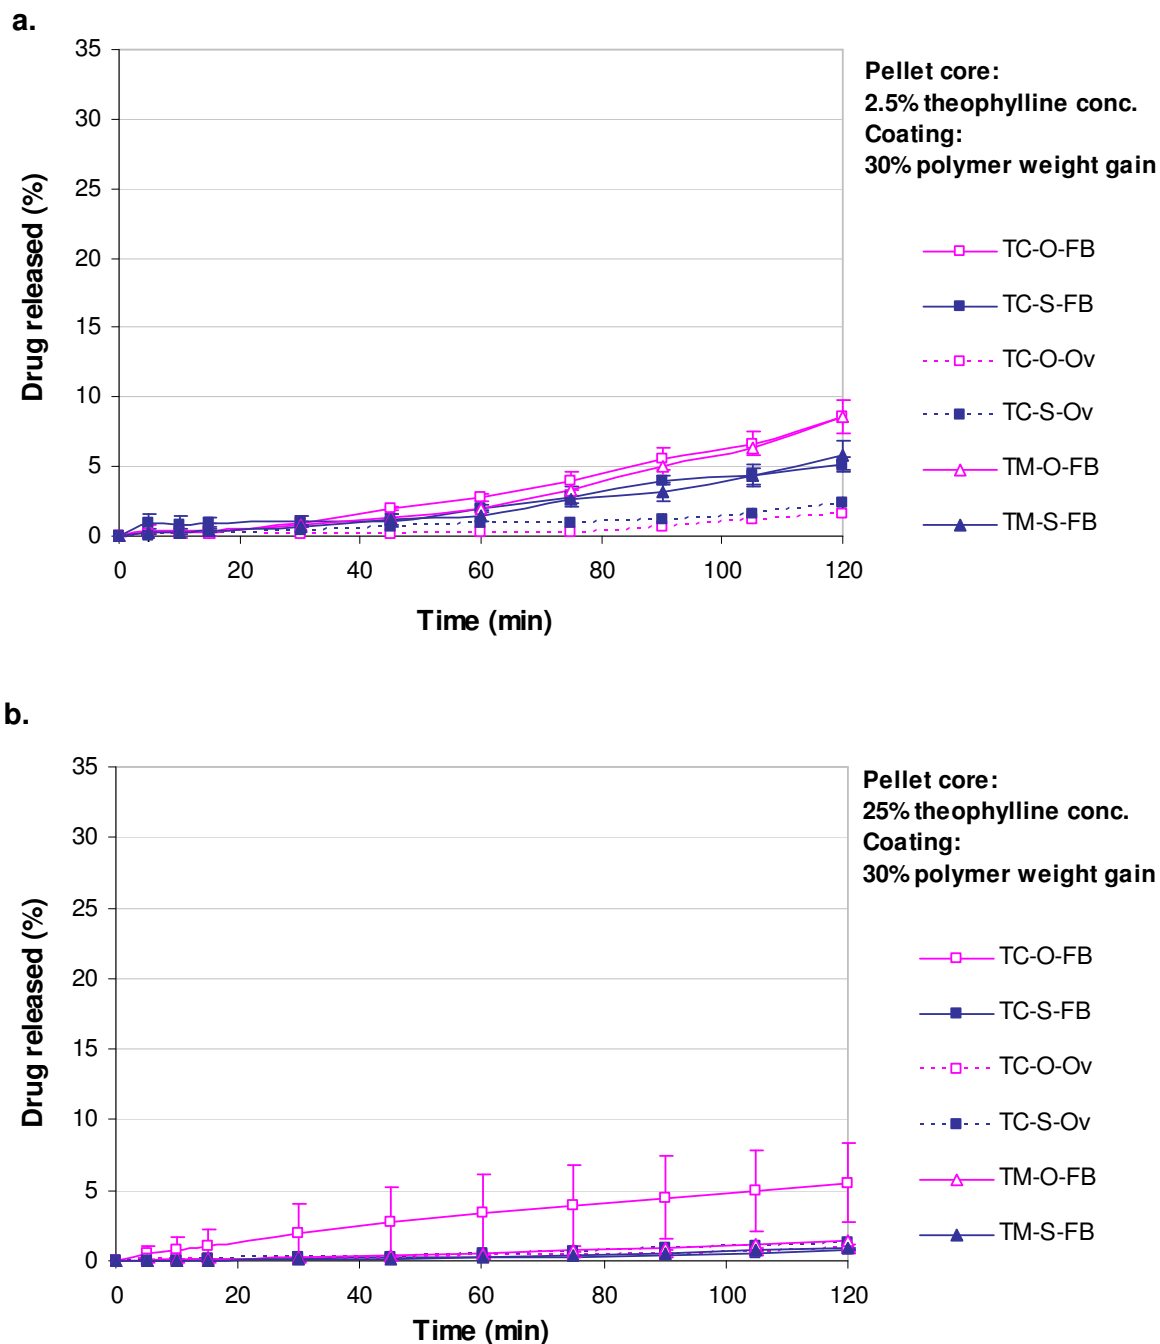 a.
35
30
25
20
15
10
5
0
Drug released (%)
0 20 40 60 80 100 120
Time (min)
Pellet core:
2.5% theophylline conc.
Coating:
30% polymer weight gain
TC-O-FB
TC-S-FB
TC-O-Ov
TC-S-Ov
TM-O-FB
TM-S-FB
b.
35
30
25
20
15
10
5
0
Drug released (%)
0 20 40 60 80 100 120
Time (min)
Pellet core:
25% theophylline conc.
Coating:
30% polymer weight gain
TC-O-FB
TC-S-FB
TC-O-Ov
TC-S-Ov
TM-O-FB
TM-S-FB